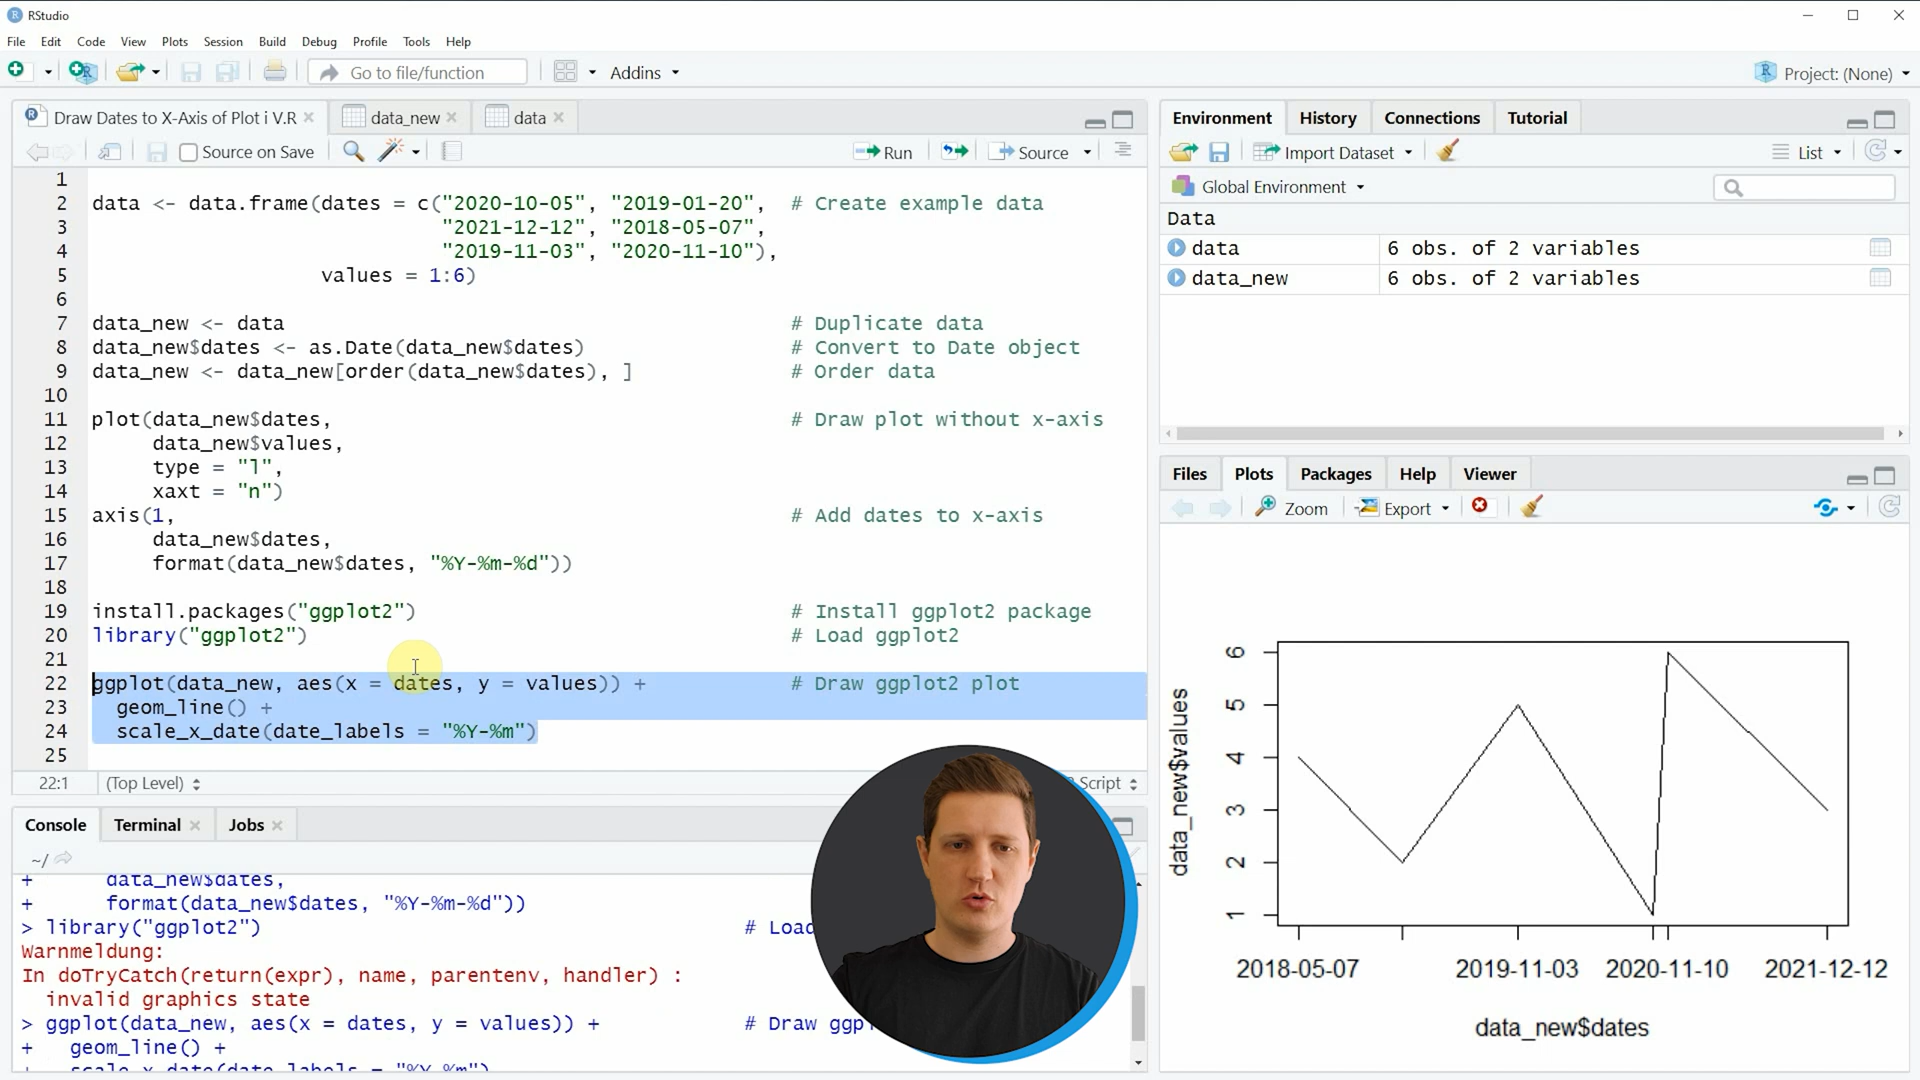 RStudio
File Edit Code View Plots Session Build Debug Profile Tools Help
Go to file/function
Addins
Project: (None)
Draw Dates to X-Axis of Plot i V.R
data_new
data
Source on Save
Run
Source
1
2 data <- data.frame(dates = c("2020-10-05", "2019-01-20", # Create example data
3 "2021-12-12", "2018-05-07",
4 "2019-11-03", "2020-11-10"),
5 values = 1:6)
6
7 data_new <- data # Duplicate data
8 data_new$dates <- as.Date(data_new$dates) # Convert to Date object
9 data_new <- data_new[order(data_new$dates), ] # Order data
10
11 plot(data_new$dates, # Draw plot without x-axis
12 data_new$values,
13 type = "l",
14 xaxt = "n")
15 axis(1, # Add dates to x-axis
16 data_new$dates,
17 format(data_new$dates, "%Y-%m-%d"))
18
19 install.packages("ggplot2") # Install ggplot2 package
20 library("ggplot2") # Load ggplot2
21
22 ggplot(data_new, aes(x = dates, y = values)) + # Draw ggplot2 plot
23 geom_line() +
24 scale_x_date(date_labels = "%Y-%m")
25
22:1 (Top Level) Script
Console Terminal Jobs
~/
+ data_new$dates,
+ format(data_new$dates, "%Y-%m-%d"))
> library("ggplot2") # Load
Warnmeldung:
In doTryCatch(return(expr), name, parentenv, handler) :
invalid graphics state
> ggplot(data_new, aes(x = dates, y = values)) + # Draw ggp
+ geom_line() +
+ scale_x_date(date_labels = "%Y-%m")
Environment History Connections Tutorial
Import Dataset
List
Global Environment
Data
data 6 obs. of 2 variables
data_new 6 obs. of 2 variables
Files Plots Packages Help Viewer
Zoom
Export
data_new$values
6
5
4
3
2
1
2018-05-07 2019-11-03 2020-11-10 2021-12-12
data_new$dates